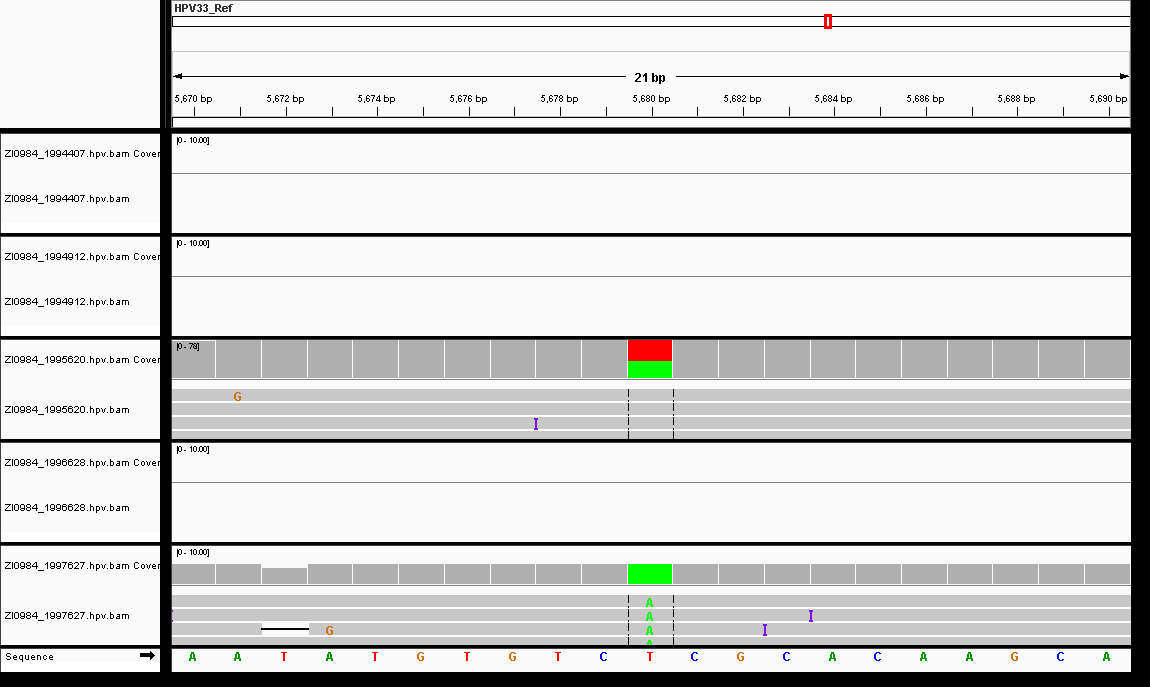 HPV33_Ref
21 bp
5,670 bp 5,672 bp 5,674 bp 5,676 bp 5,678 bp 5,680 bp 5,682 bp 5,684 bp 5,686 bp 5,688 bp 5,690 bp
[0 - 10.00]
ZI0984_1994407.hpv.bam Cover
ZI0984_1994407.hpv.bam
[0 - 10.00]
ZI0984_1994912.hpv.bam Cover
ZI0984_1994912.hpv.bam
[0 - 78]
ZI0984_1995620.hpv.bam Cover
G
ZI0984_1995620.hpv.bam
I
[0 - 10.00]
ZI0984_1996628.hpv.bam Cover
ZI0984_1996628.hpv.bam
[0 - 10.00]
ZI0984_1997627.hpv.bam Cover
A
ZI0984_1997627.hpv.bam I A I
G A I
A
Sequence A A T A T G T G T C T C G C A C A A G C A